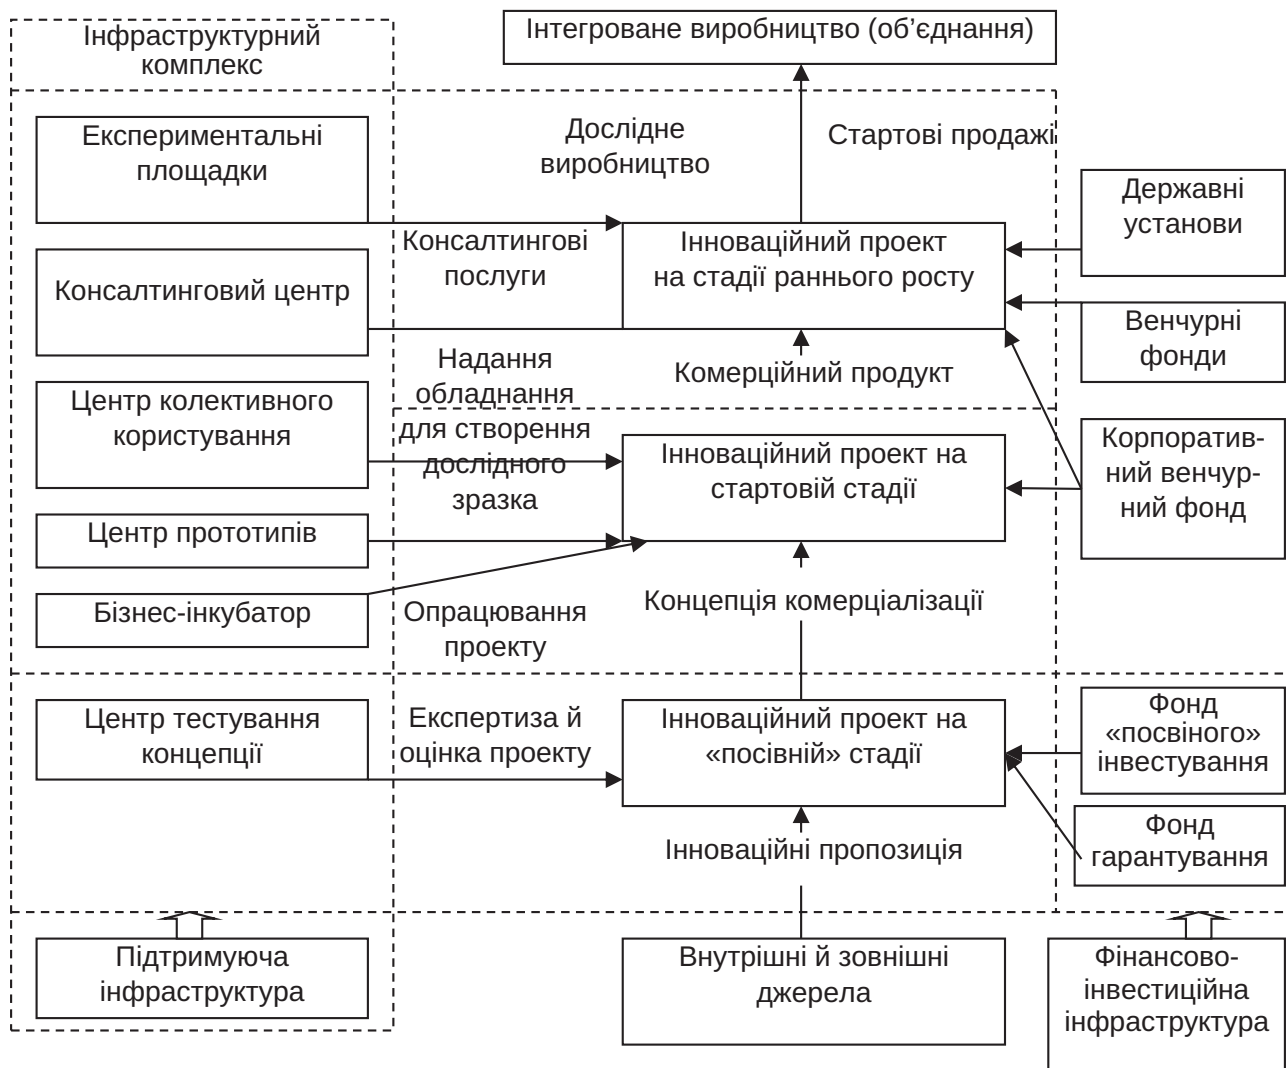 Інфраструктурний
комплекс
Інтегроване виробництво (об’єднання)
Експериментальні
площадки
Дослідне
виробництво
Стартові продажі
Державні
установи
Консалтингові
послуги
Інноваційний проект
на стадії раннього росту
Консалтинговий центр
Венчурні
фонди
Надання
обладнання
для створення
дослідного
зразка
Комерційний продукт
Центр колективного
користування
Інноваційний проект на
стартовій стадії
Корпоратив-
ний венчур-
ний фонд
Центр прототипів
Бізнес-інкубатор
Опрацювання
проекту
Концепція комерціалізації
Центр тестування
концепції
Експертиза й
оцінка проекту
Інноваційний проект на
«посівній» стадії
Фонд
«посвіного»
інвестування
Фонд
гарантування
Інноваційні пропозиція
Підтримуюча
інфраструктура
Внутрішні й зовнішні
джерела
Фінансово-
інвестиційна
інфраструктура